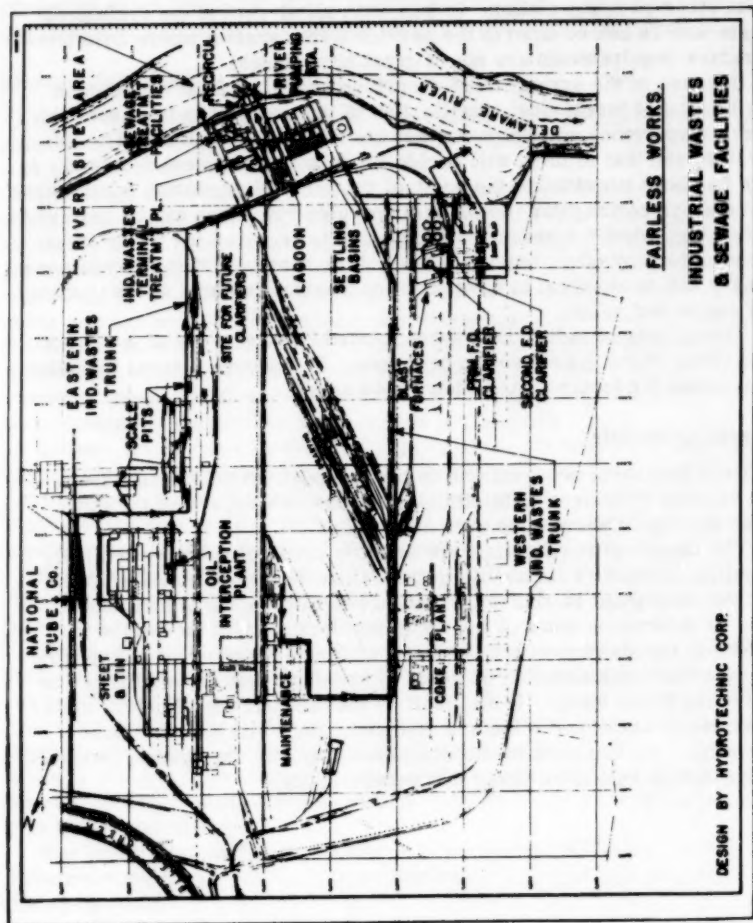 NATIONAL
TUBE Co.
SHEET
& TIN
SCALE
PITS
EASTERN
IND. WASTES
TRUNK
IND. WASTES
TERMINAL
TREATM'T PL.
SEWAGE
TREATM'T
FACILITIES
RIVER SITE AREA
RECIRCUL
RIVER
PUMPING
STA.
DELAWARE RIVER
OIL
INTERCEPTION
PLANT
SITE FOR FUTURE
CLARIFIERS
LAGOON
SETTLING
BASINS
MAINTENANCE
BLAST
FURNACES
PRIM. F.D.
CLARIFIER
SECOND. F.D.
CLARIFIER
COKE PLANT
WESTERN
IND. WASTES
TRUNK
CREEK
N
DESIGN BY HYDROTECHNIC CORP.
FAIRLESS WORKS
INDUSTRIAL WASTES
& SEWAGE FACILITIES